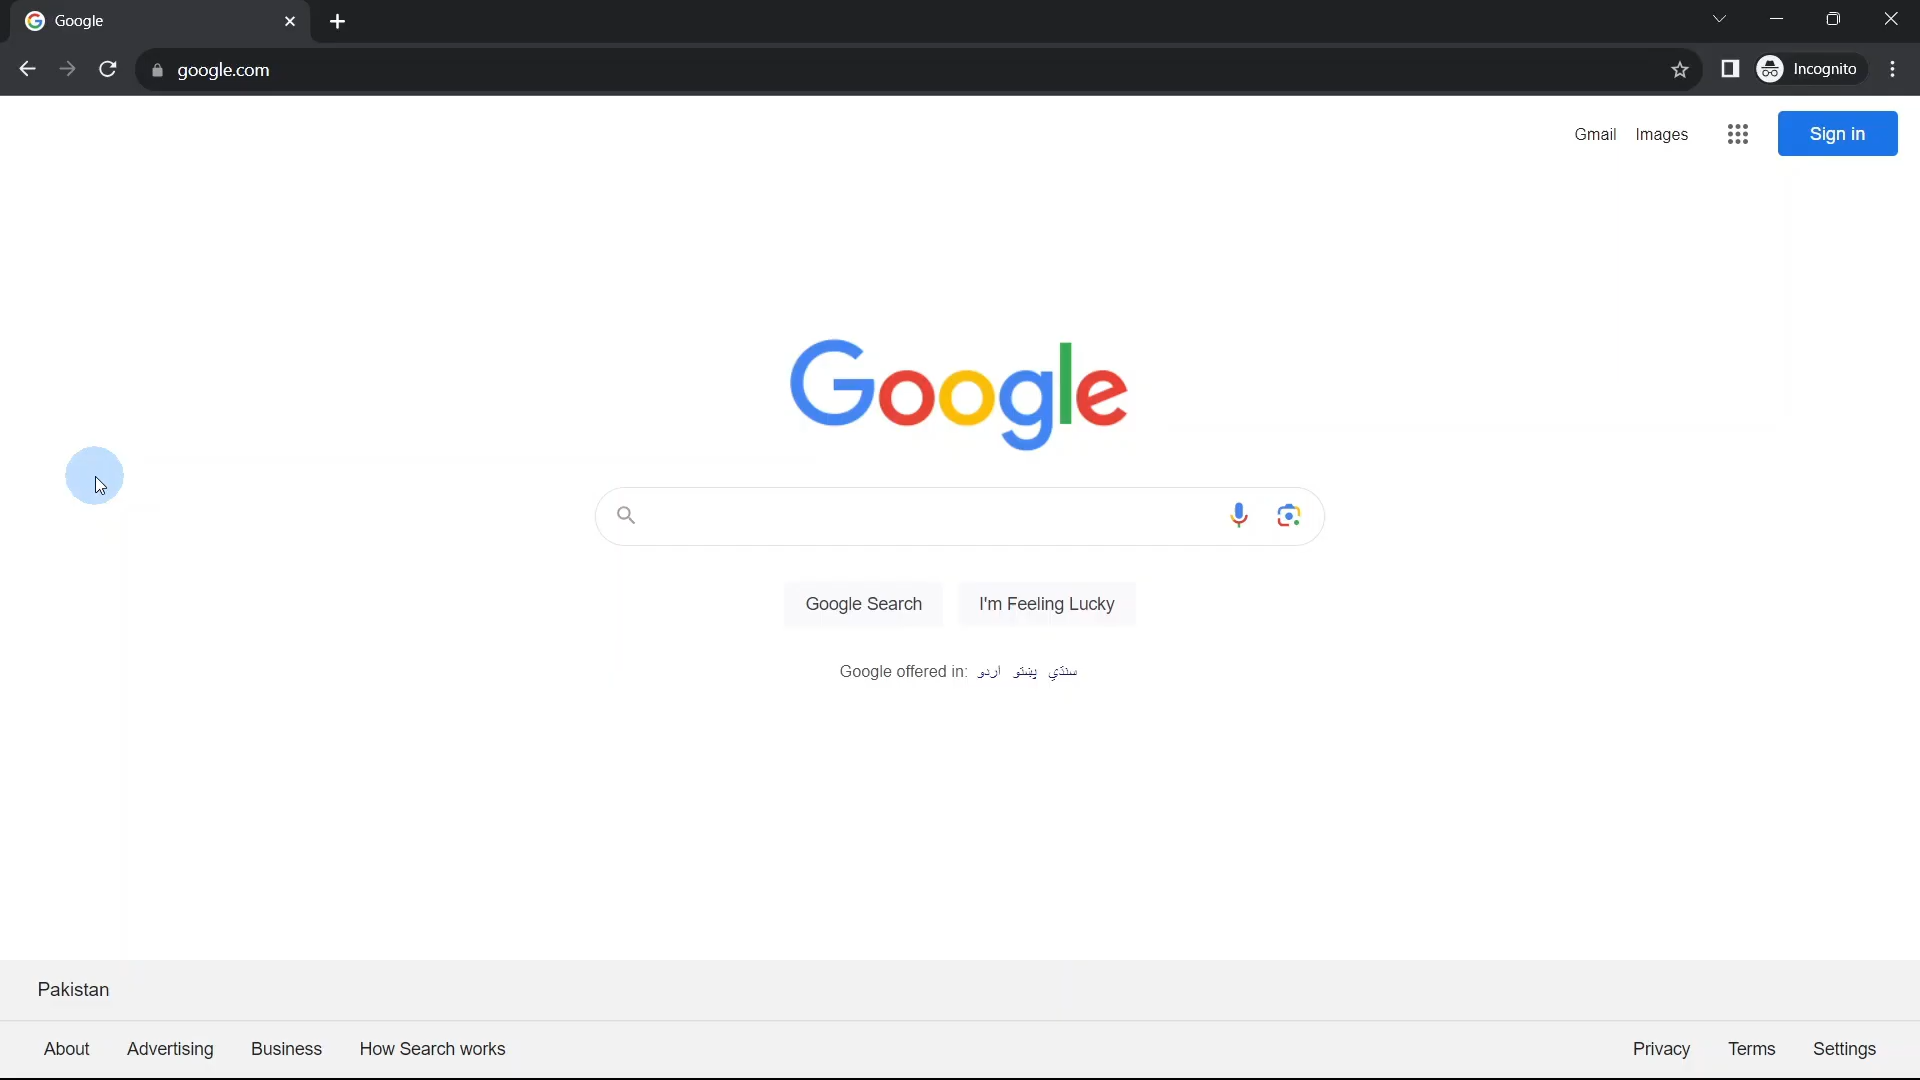 Google
google.com
Incognito
Gmail Images Sign in
Google
Google Search I'm Feeling Lucky
Google offered in: اردو پښتو سنڌي
Pakistan
About Advertising Business How Search works Privacy Terms Settings